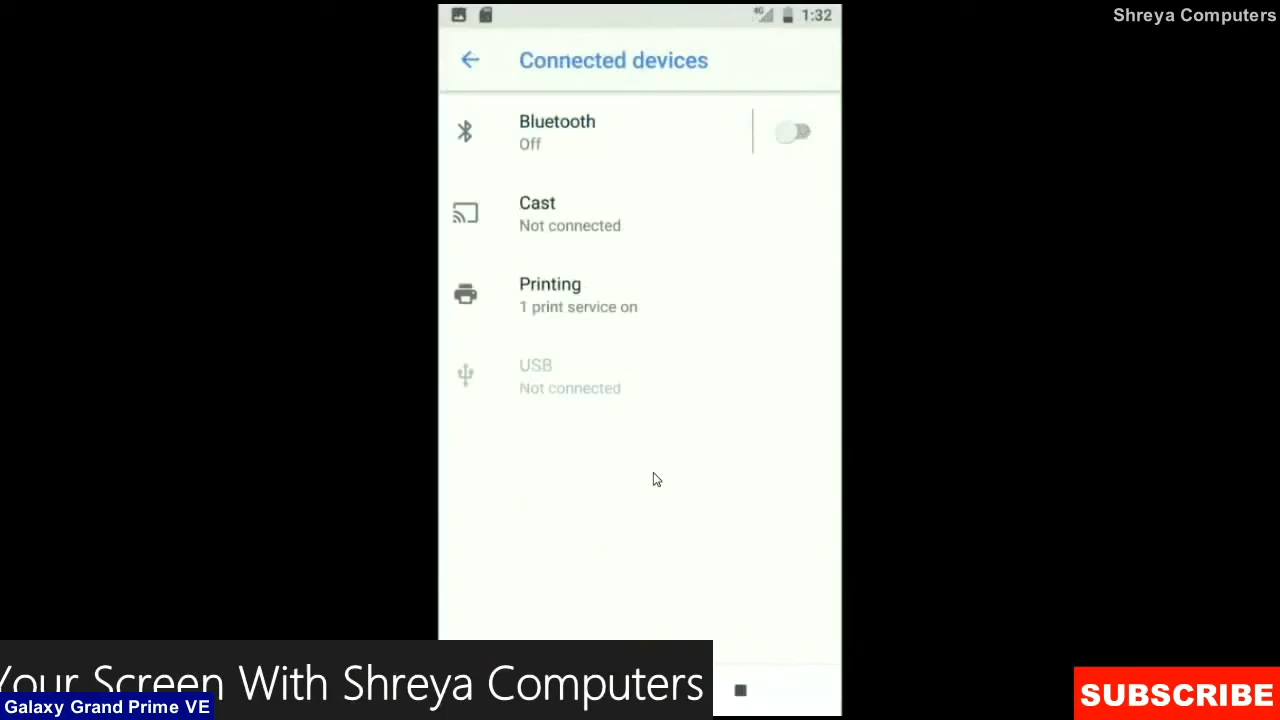 1:32
Shreya Computers
Connected devices
Bluetooth
Off
Cast
Not connected
Printing
1 print service on
USB
Not connected
Your Screen With Shreya Computers
Galaxy Grand Prime VE
SUBSCRIBE